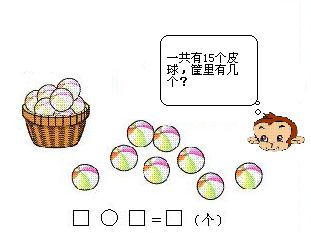 一共有15个皮
球，筐里有几
个？
□ ○ □ = □ （个）